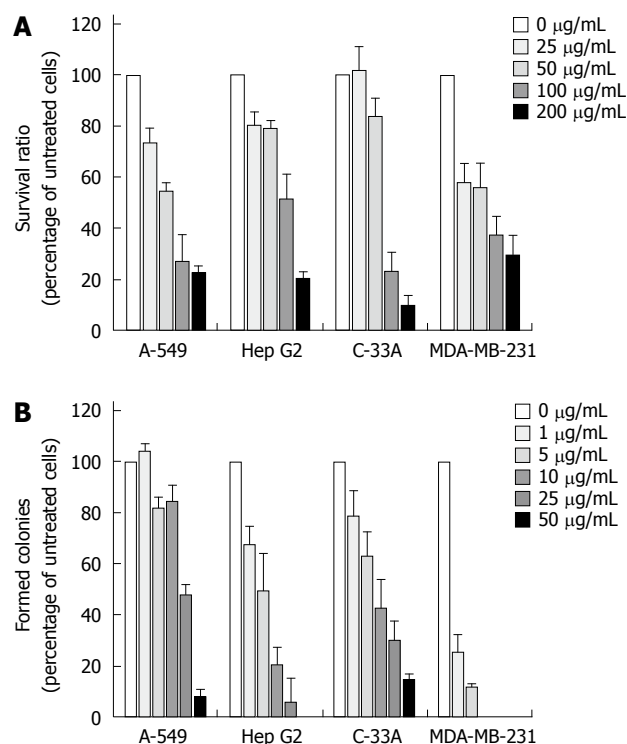 A
Survival ratio
(percentage of untreated cells)
120
100
80
60
40
20
0
0 μg/mL
25 μg/mL
50 μg/mL
100 μg/mL
200 μg/mL
A-549 Hep G2 C-33A MDA-MB-231
B
Formed colonies
(percentage of untreated cells)
120
100
80
60
40
20
0
0 μg/mL
1 μg/mL
5 μg/mL
10 μg/mL
25 μg/mL
50 μg/mL
A-549 Hep G2 C-33A MDA-MB-231